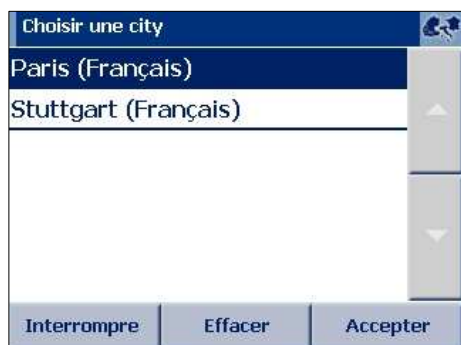 Choisir une city
Paris (Français)
Stuttgart (Français)
Interrompre Effacer Accepter